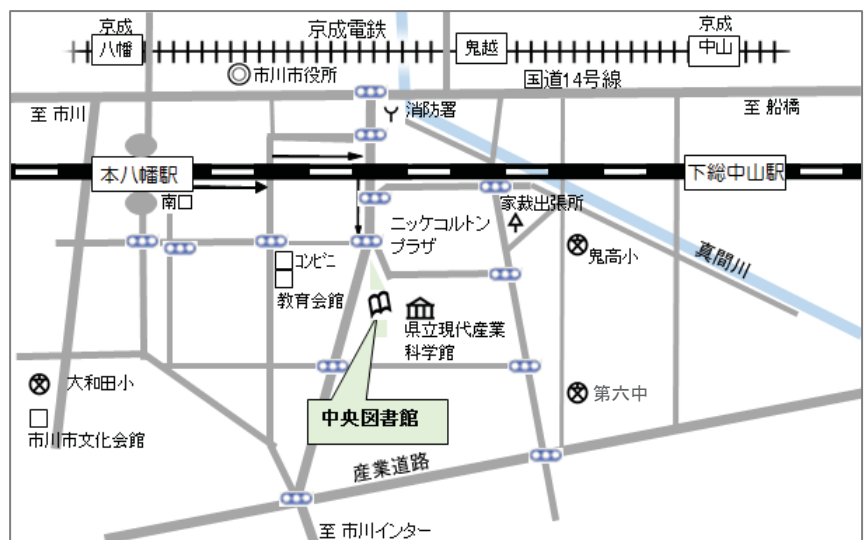 京成
八幡
京成電鉄
鬼越
京成
中山
市川市役所
国道14号線
至 市川
消防署
至 船橋
本八幡駅
下総中山駅
南口
家裁出張所
ニッケコルトン
プラザ
コンビニ
教育会館
鬼高小
真間川
県立現代産業
科学館
大和田小
第六中
中央図書館
市川市文化会館
産業道路
至 市川インター